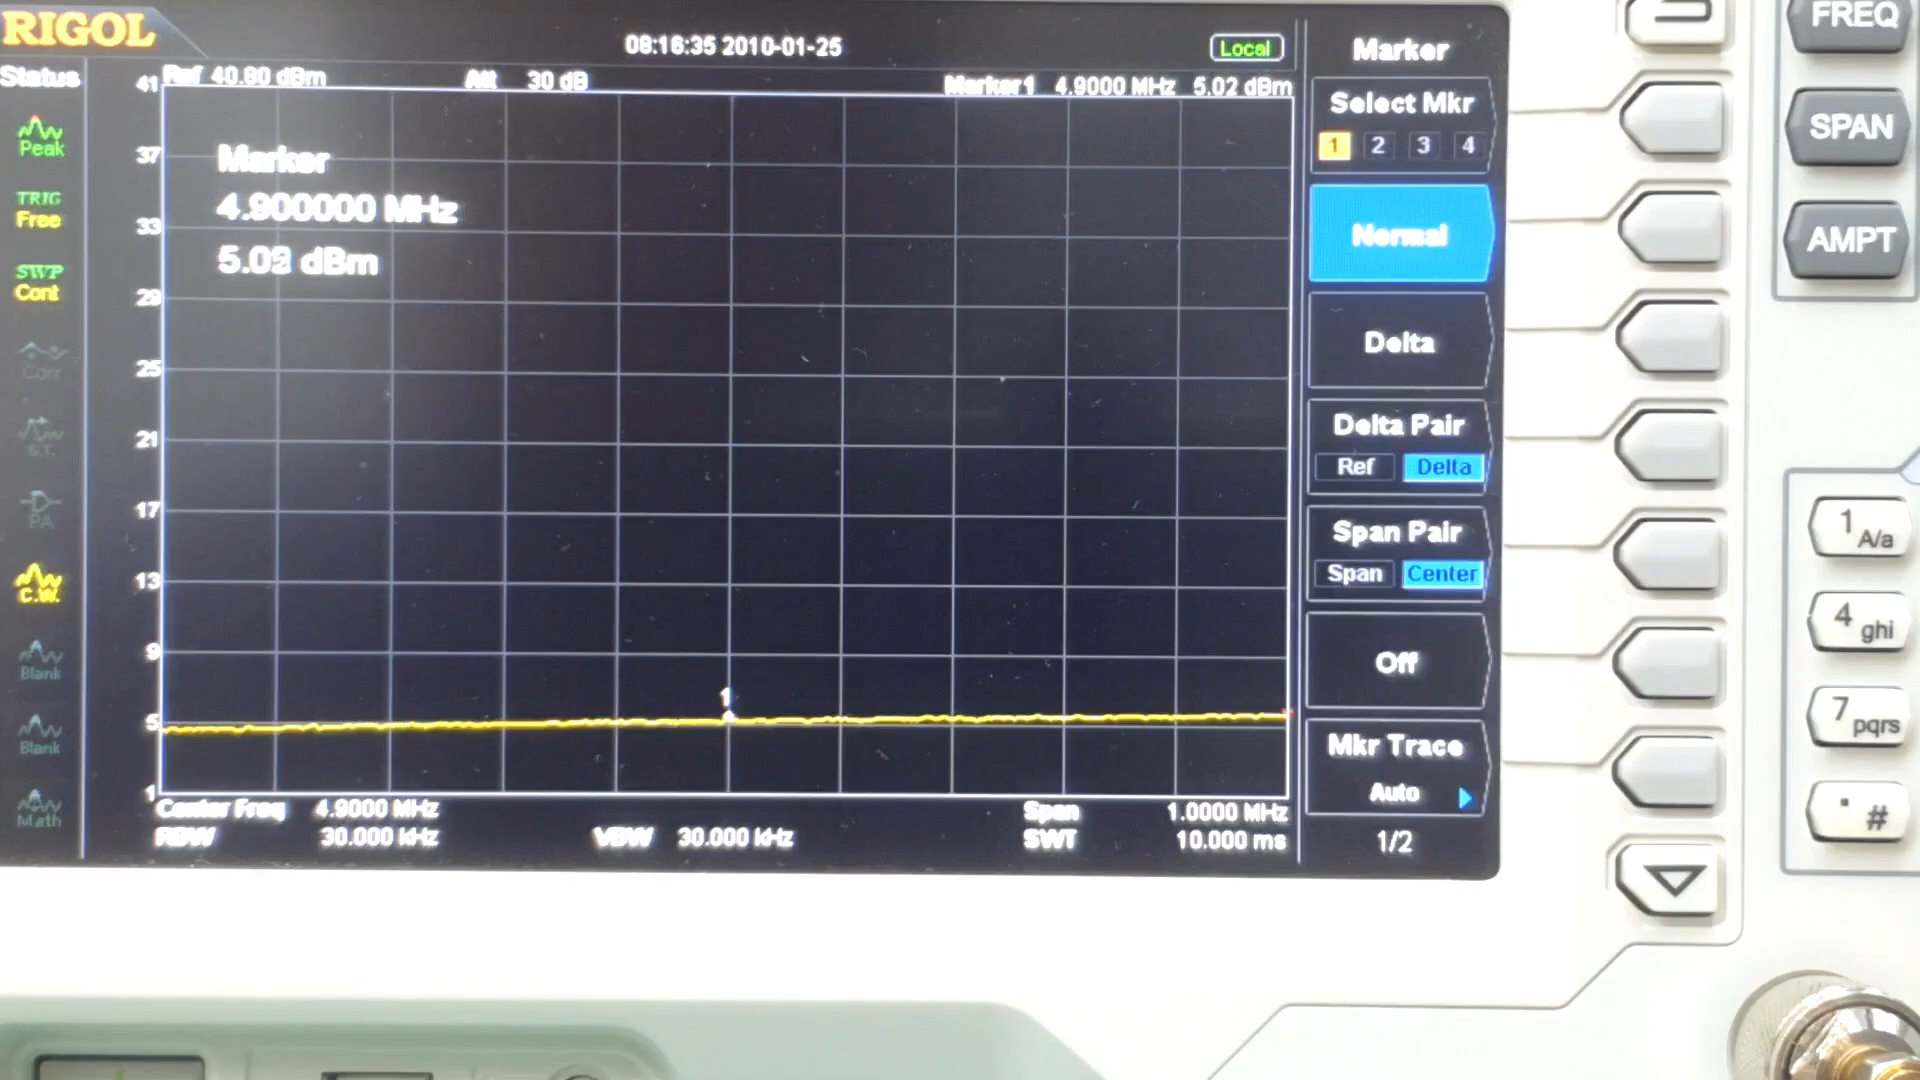 RIGOL
08:16:35 2010-01-25
Local
Status
Ref 40.80 dBm
Att 30 dB
Marker1 4.9000 MHz 5.02 dBm
Marker
4.900000 MHz
5.02 dBm
41
37
33
29
25
21
17
13
9
5
1
1
Peak
TRIG
Free
SWP
Cont
Corr
S.T.
PA
C.W.
Blank
Blank
Math
Center Freq 4.9000 MHz
Span 1.0000 MHz
RBW 30.000 kHz
VBW 30.000 kHz
SWT 10.000 ms
Marker
Select Mkr
1 2 3 4
Normal
Delta
Delta Pair
Ref Delta
Span Pair
Span Center
Off
Mkr Trace
Auto
1/2
FREQ
SPAN
AMPT
1 A/a
4 ghi
7 pqrs
. #